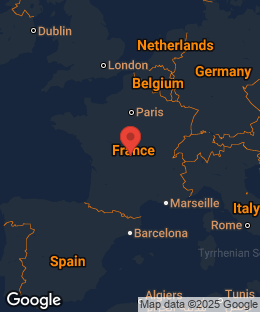 Dublin
Netherlands
London
Germany
Belgium
Paris
France
Marseille
Italy
Rome
Barcelona
Tyrrhenian S
Spain
Algiers
Tunis
Google
Map data ©2025 Google